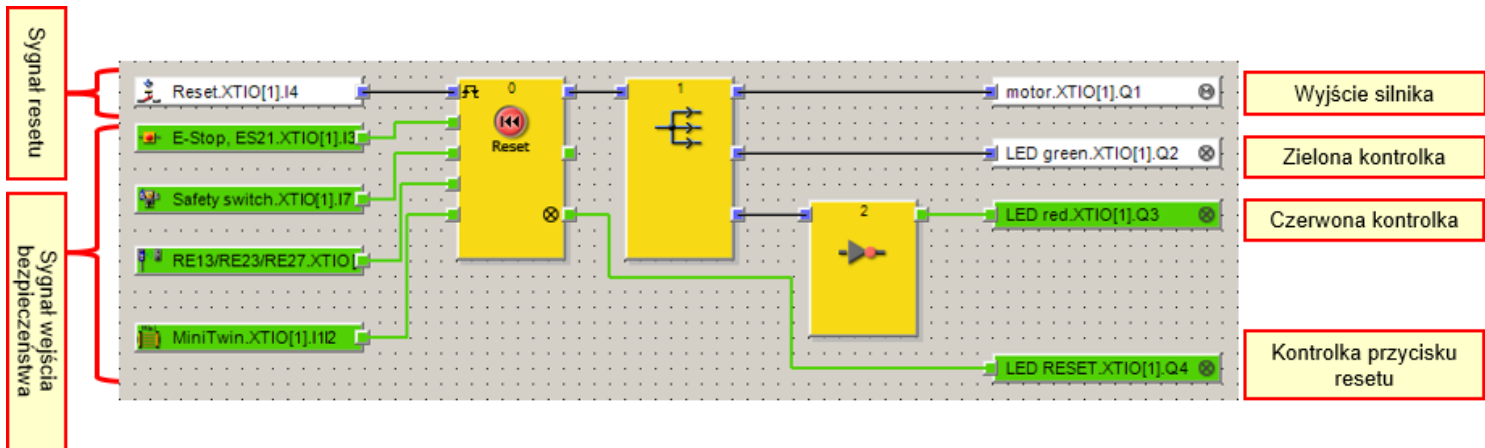 Sygnał resetu
Sygnał wejścia
bezpieczeństwa
Reset.XTIO[1].I4
E-Stop, ES21.XTIO[1].I3
Safety switch.XTIO[1].I7
RE13/RE23/RE27.XTIO[
MiniTwin.XTIO[1].I1I2
0
Reset
1
2
motor.XTIO[1].Q1
LED green.XTIO[1].Q2
LED red.XTIO[1].Q3
LED RESET.XTIO[1].Q4
Wyjście silnika
Zielona kontrolka
Czerwona kontrolka
Kontrolka przycisku
resetu